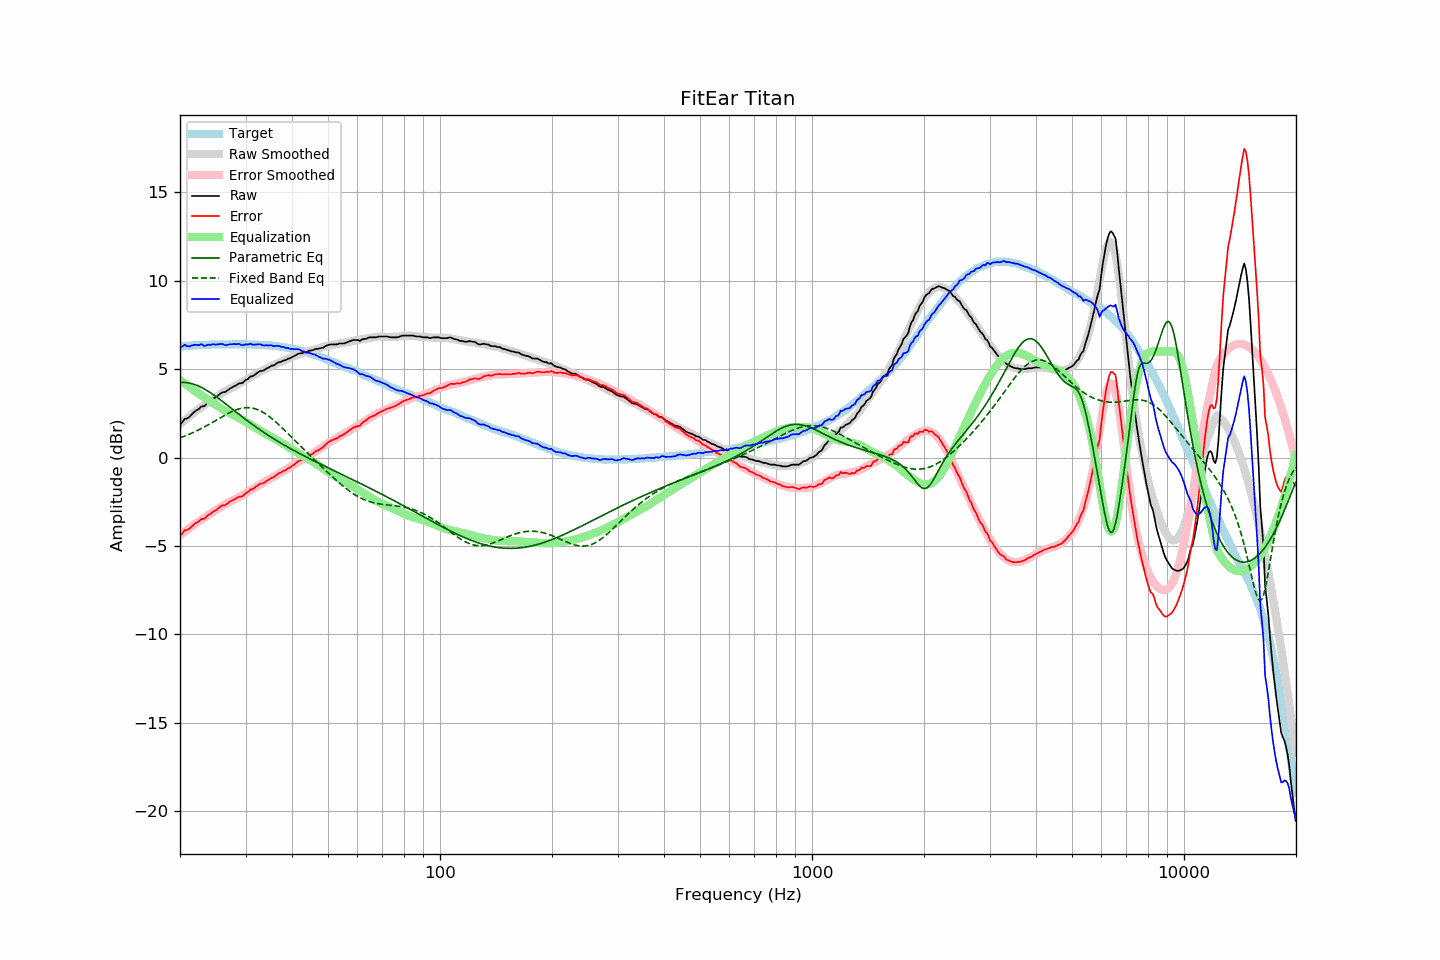 FitEar Titan
Target
Raw Smoothed
Error Smoothed
Raw
Error
Equalization
Parametric Eq
Fixed Band Eq
Equalized
Amplitude (dBr)
15
10
5
0
−5
−10
−15
−20
100
1000
10000
Frequency (Hz)